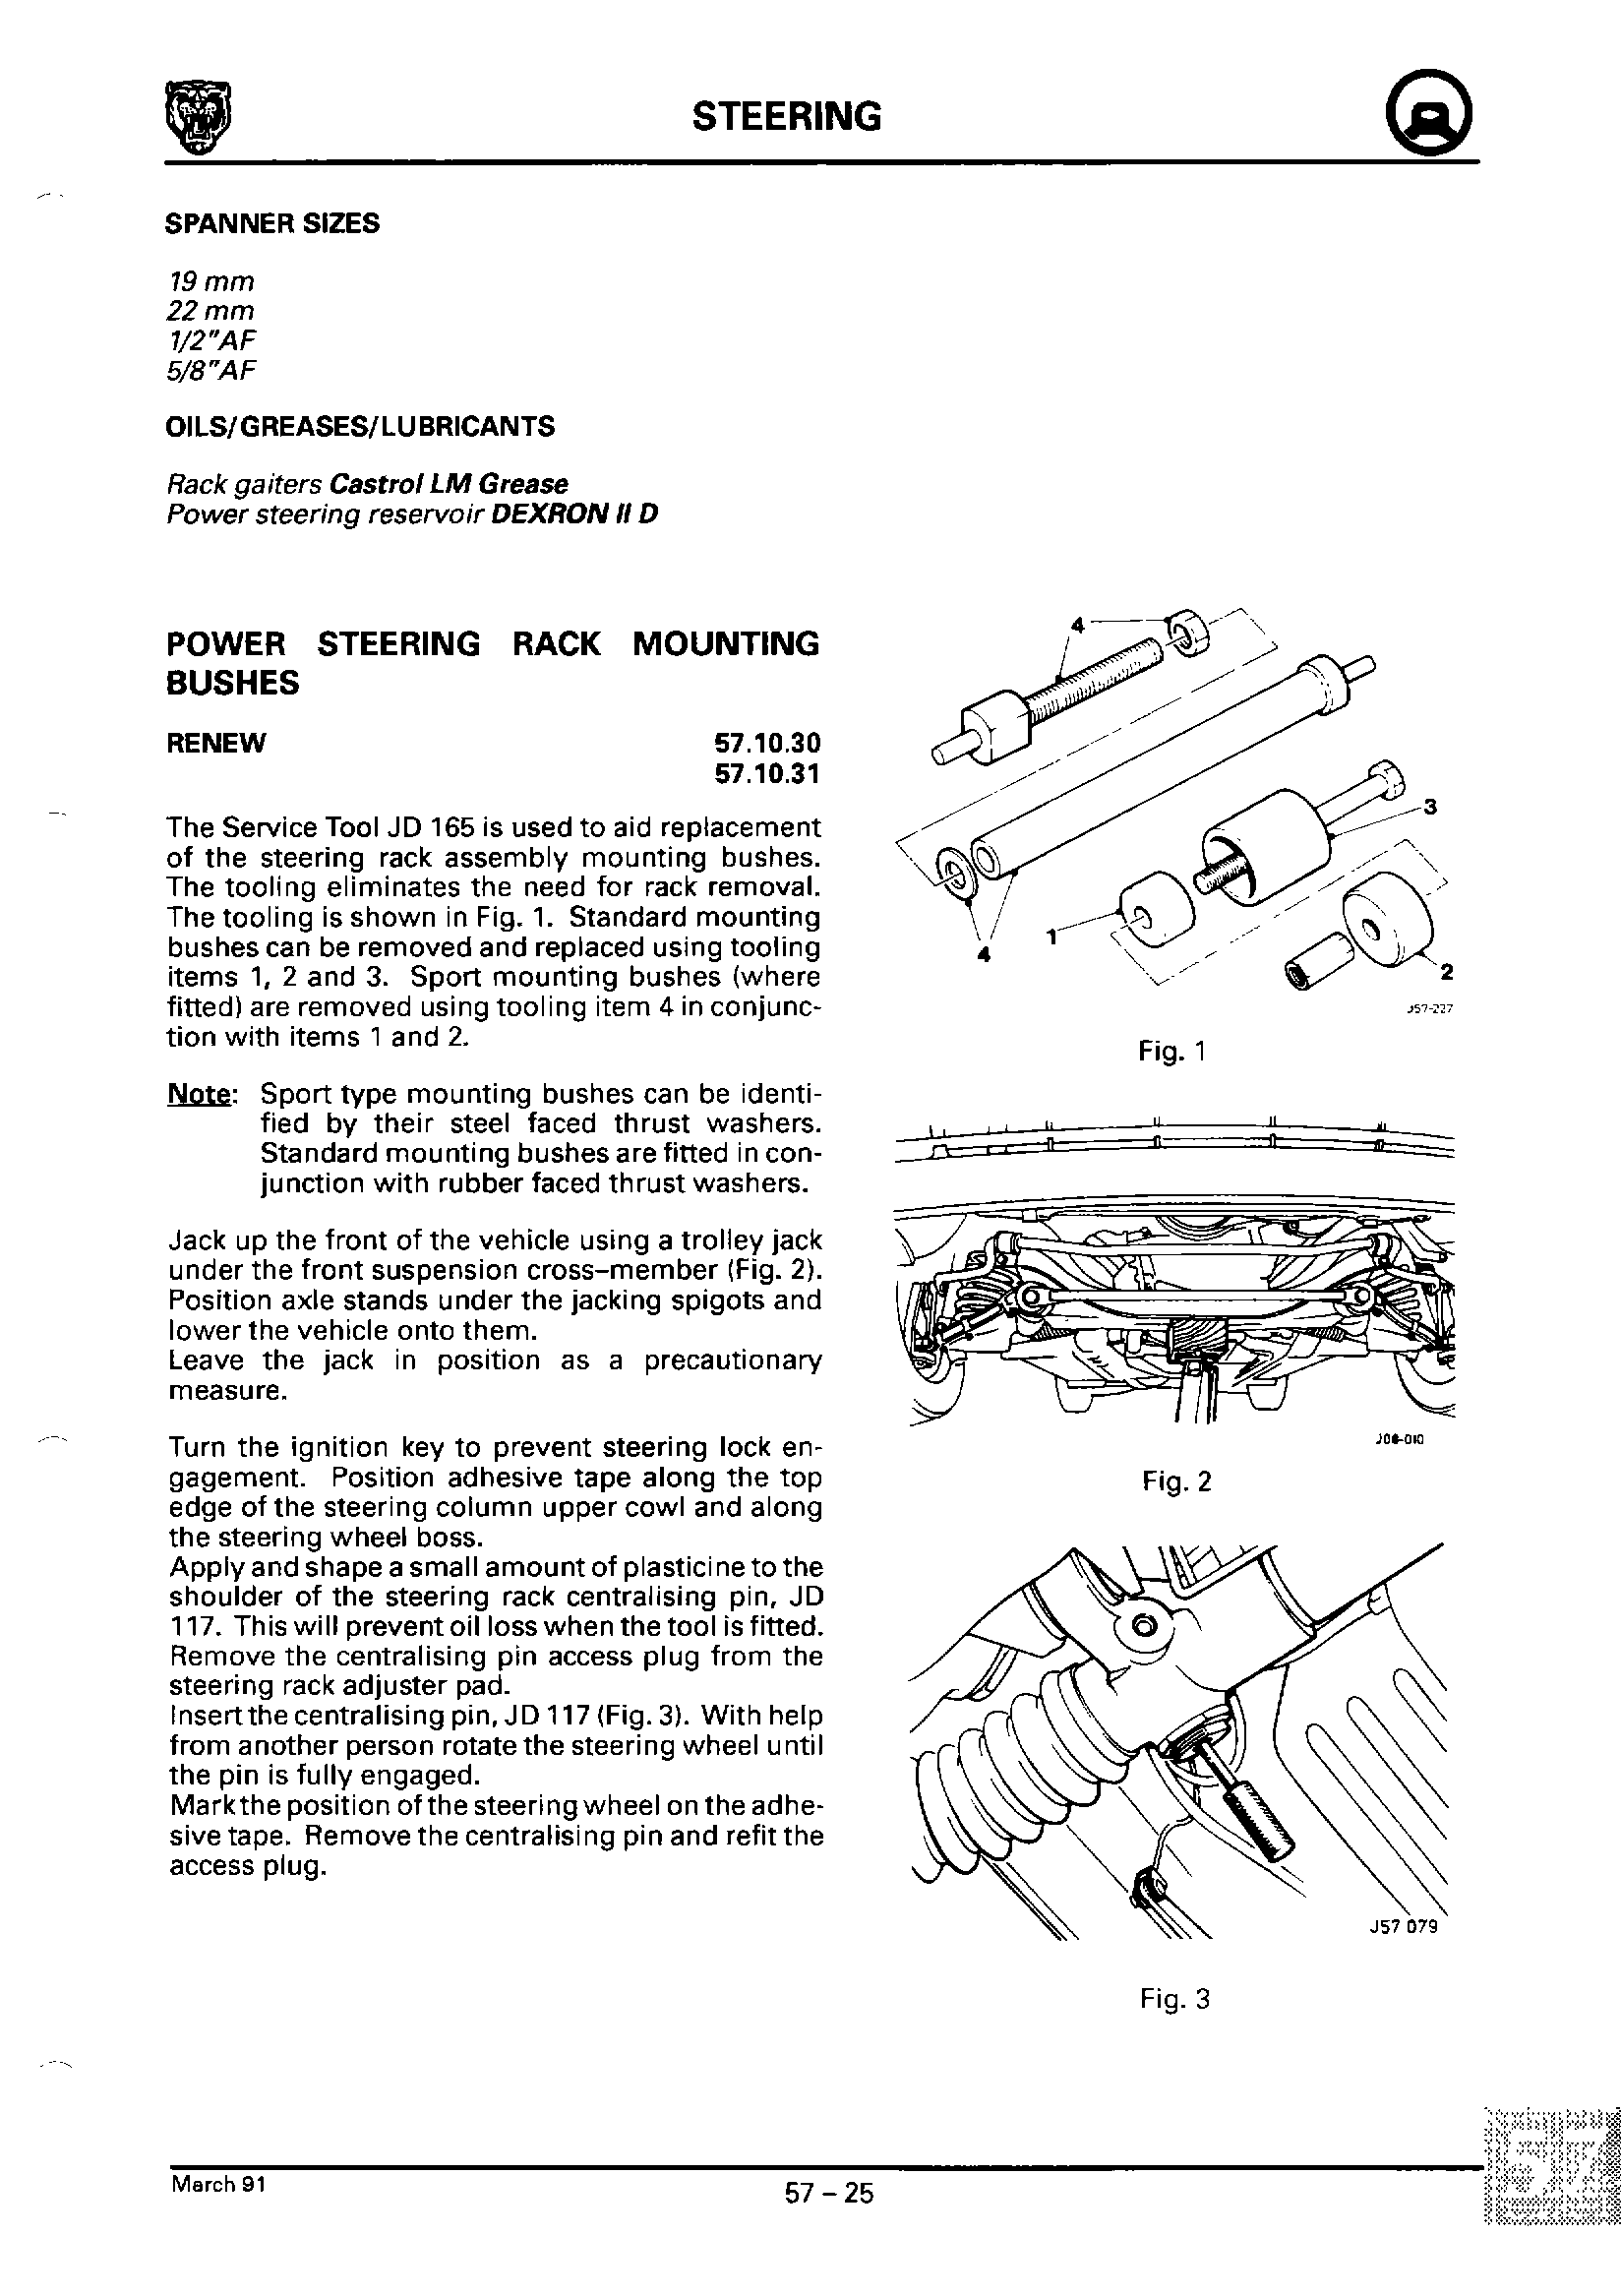 STEERING
SPANNER SIZES
19 mm
22 mm
1/2"AF
5/8"AF
OILS/GREASES/LUBRICANTS
Rack gaiters Castrol LM Grease
Power steering reservoir DEXRON II D
POWER STEERING RACK MOUNTING
BUSHES
RENEW 57.10.30
57.10.31
The Service Tool JD 165 is used to aid replacement
of the steering rack assembly mounting bushes.
The tooling eliminates the need for rack removal.
The tooling is shown in Fig. 1. Standard mounting
bushes can be removed and replaced using tooling
items 1, 2 and 3. Sport mounting bushes (where
fitted) are removed using tooling item 4 in conjunc-
tion with items 1 and 2.
Note: Sport type mounting bushes can be identi-
fied by their steel faced thrust washers.
Standard mounting bushes are fitted in con-
junction with rubber faced thrust washers.
Jack up the front of the vehicle using a trolley jack
under the front suspension cross-member (Fig. 2).
Position axle stands under the jacking spigots and
lower the vehicle onto them.
Leave the jack in position as a precautionary
measure.
Turn the ignition key to prevent steering lock en-
gagement. Position adhesive tape along the top
edge of the steering column upper cowl and along
the steering wheel boss.
Apply and shape a small amount of plasticine to the
shoulder of the steering rack centralising pin, JD
117. This will prevent oil loss when the tool is fitted.
Remove the centralising pin access plug from the
steering rack adjuster pad.
Insert the centralising pin, JD 117 (Fig. 3). With help
from another person rotate the steering wheel until
the pin is fully engaged.
Mark the position of the steering wheel on the adhe-
sive tape. Remove the centralising pin and refit the
access plug.
4
3
1
4
2
J57-227
Fig. 1
J06-010
Fig. 2
J57 079
Fig. 3
57
March 91
57 – 25